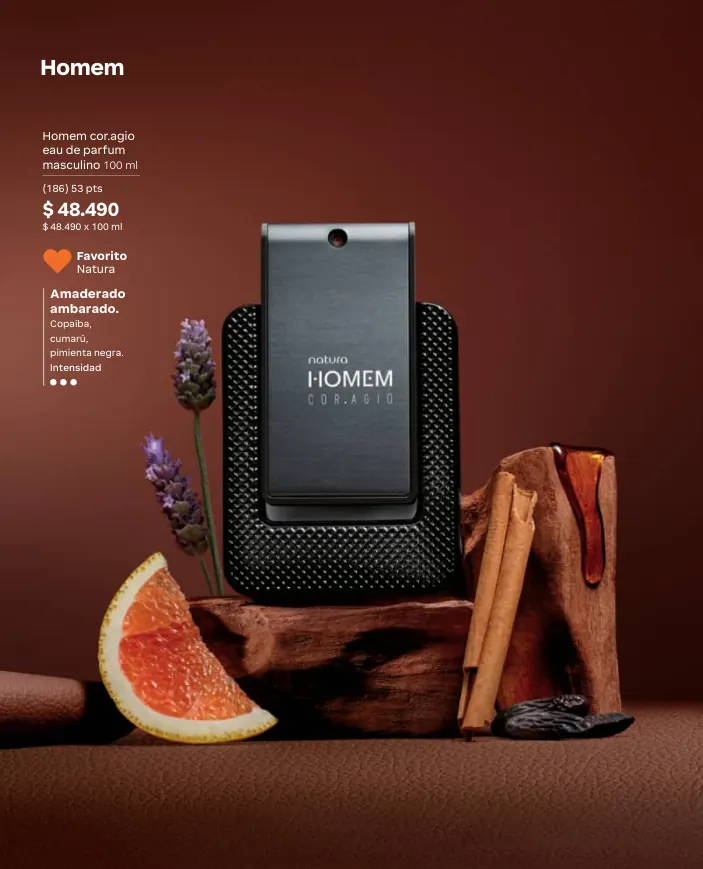 Homem
Homem cor.agio
eau de parfum
masculino 100 ml
(186) 53 pts
$ 48.490
$ 48.490 x 100 ml
Favorito
Natura
Amaderado
ambarado.
Copaíba,
cumarú,
pimienta negra.
Intensidad
natura
HOMEM
COR.AGIO